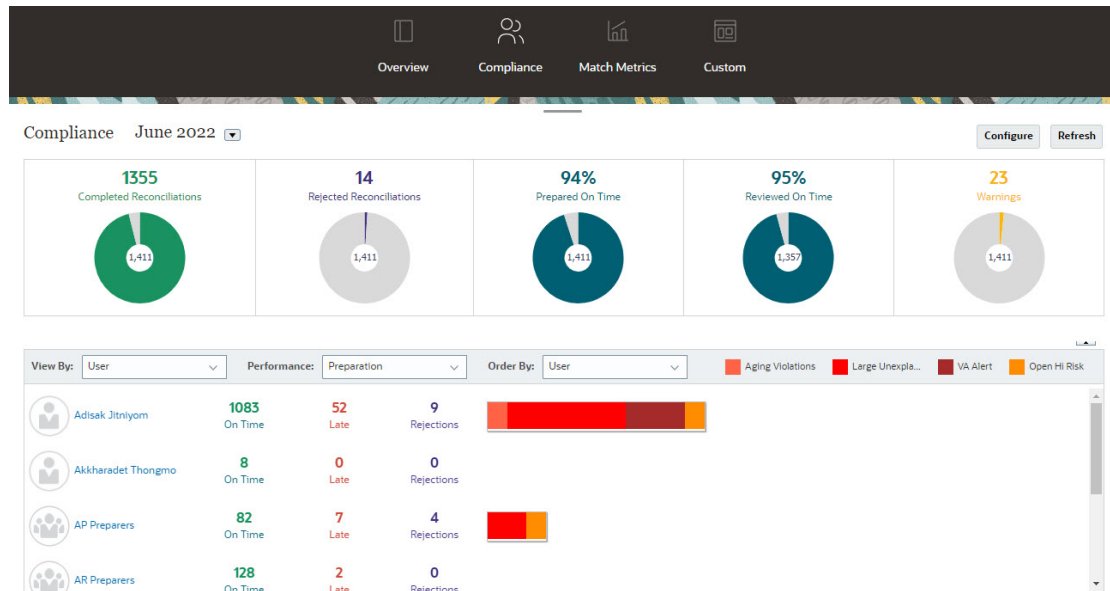 Overview Compliance Match Metrics Custom
Compliance June 2022
Configure Refresh
1355 14 94% 95% 23
Completed Reconciliations Rejected Reconciliations Prepared On Time Reviewed On Time Warnings
1,411 1,411 1,411 1,357 1,411
View By: User Performance: Preparation Order By: User Aging Violations Large Unexpla... VA Alert Open Hi Risk
Adisak Jitniyom 1083 52 9
On Time Late Rejections
Akkharadet Thongmo 8 0 0
On Time Late Rejections
AP Preparers 82 7 4
On Time Late Rejections
AR Preparers 128 2 0
On Time Late Rejections